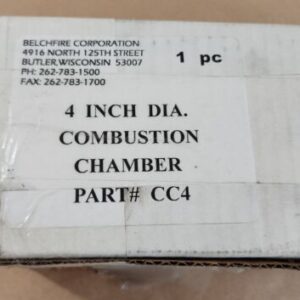 BELCHFIRE CORPORATION
4916 NORTH 125TH STREET
BUTLER, WISCONSIN 53007
PH: 262-783-1500
FAX: 262-783-1700
1 pc
4 INCH DIA.
COMBUSTION
CHAMBER
PART# CC4